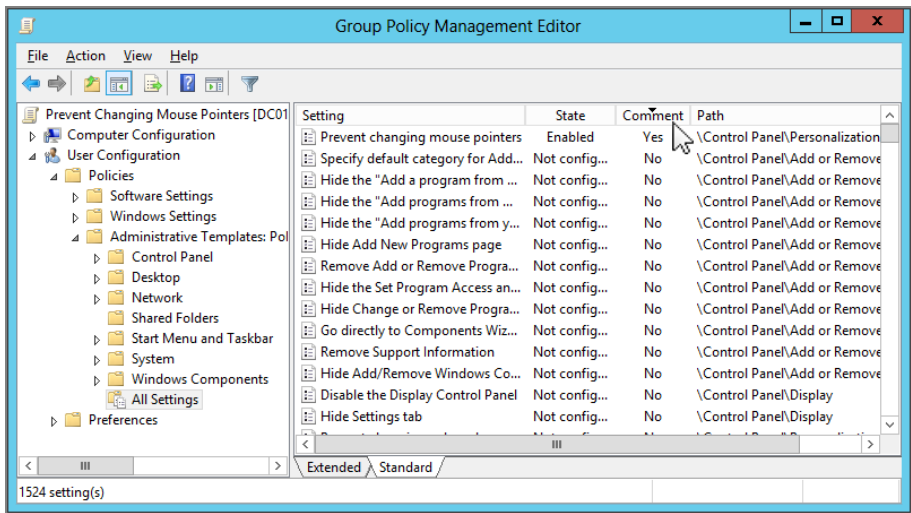 Group Policy Management Editor
File Action View Help
Prevent Changing Mouse Pointers [DC01
Computer Configuration
User Configuration
Policies
Software Settings
Windows Settings
Administrative Templates: Pol
Control Panel
Desktop
Network
Shared Folders
Start Menu and Taskbar
System
Windows Components
All Settings
Preferences
Setting State Comment Path
Prevent changing mouse pointers Enabled Yes \Control Panel\Personalization
Specify default category for Add... Not config... No \Control Panel\Add or Remove
Hide the "Add a program from ... Not config... No \Control Panel\Add or Remove
Hide the "Add programs from ... Not config... No \Control Panel\Add or Remove
Hide the "Add programs from y... Not config... No \Control Panel\Add or Remove
Hide Add New Programs page Not config... No \Control Panel\Add or Remove
Remove Add or Remove Progra... Not config... No \Control Panel\Add or Remove
Hide the Set Program Access an... Not config... No \Control Panel\Add or Remove
Hide Change or Remove Progra... Not config... No \Control Panel\Add or Remove
Go directly to Components Wiz... Not config... No \Control Panel\Add or Remove
Remove Support Information Not config... No \Control Panel\Add or Remove
Hide Add/Remove Windows Co... Not config... No \Control Panel\Add or Remove
Disable the Display Control Panel Not config... No \Control Panel\Display
Hide Settings tab Not config... No \Control Panel\Display
Extended Standard
1524 setting(s)